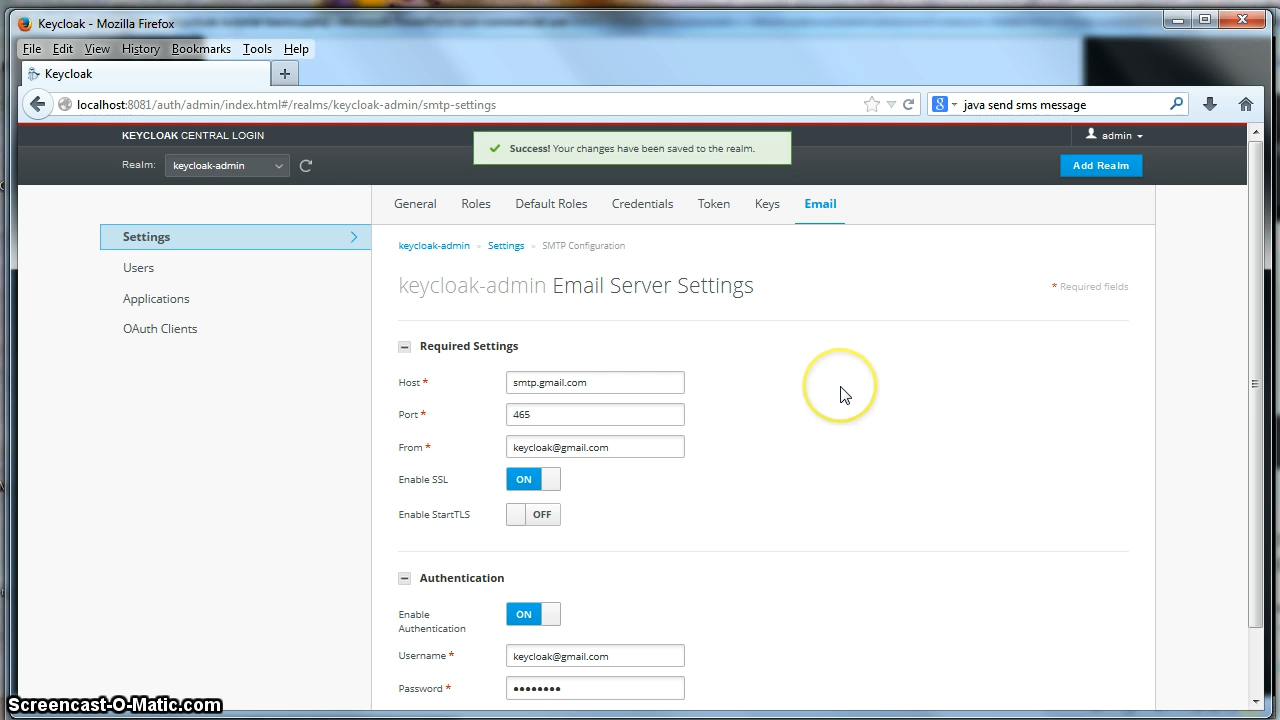 Keycloak - Mozilla Firefox
File Edit View History Bookmarks Tools Help
Keycloak
localhost:8081/auth/admin/index.html#/realms/keycloak-admin/smtp-settings
java send sms message
KEYCLOAK CENTRAL LOGIN
admin
Success! Your changes have been saved to the realm.
Realm: keycloak-admin
Add Realm
General Roles Default Roles Credentials Token Keys Email
Settings
Users
Applications
OAuth Clients
keycloak-admin » Settings » SMTP Configuration
keycloak-admin Email Server Settings
* Required fields
Required Settings
Host * smtp.gmail.com
Port * 465
From * keycloak@gmail.com
Enable SSL ON
Enable StartTLS OFF
Authentication
Enable Authentication ON
Username * keycloak@gmail.com
Password * ••••••••
Screencast-O-Matic.com